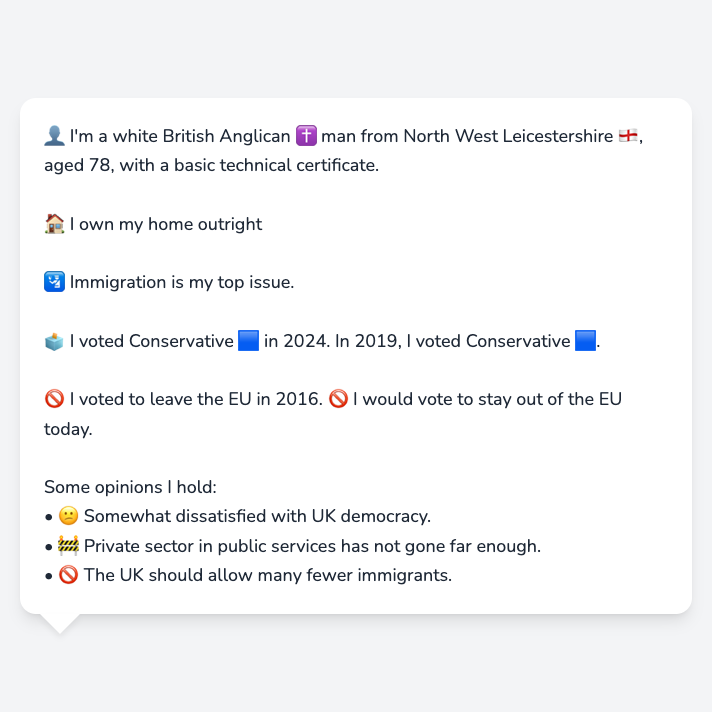 👤 I'm a white British Anglican ✝️ man from North West Leicestershire 🏴󠁧󠁢󠁥󠁮󠁧󠁿,
aged 78, with a basic technical certificate.
🏠 I own my home outright
🛂 Immigration is my top issue.
🗳️ I voted Conservative 🟦 in 2024. In 2019, I voted Conservative 🟦.
🚫 I voted to leave the EU in 2016. 🚫 I would vote to stay out of the EU
today.
Some opinions I hold:
• 😕 Somewhat dissatisfied with UK democracy.
• 🚧 Private sector in public services has not gone far enough.
• 🚫 The UK should allow many fewer immigrants.